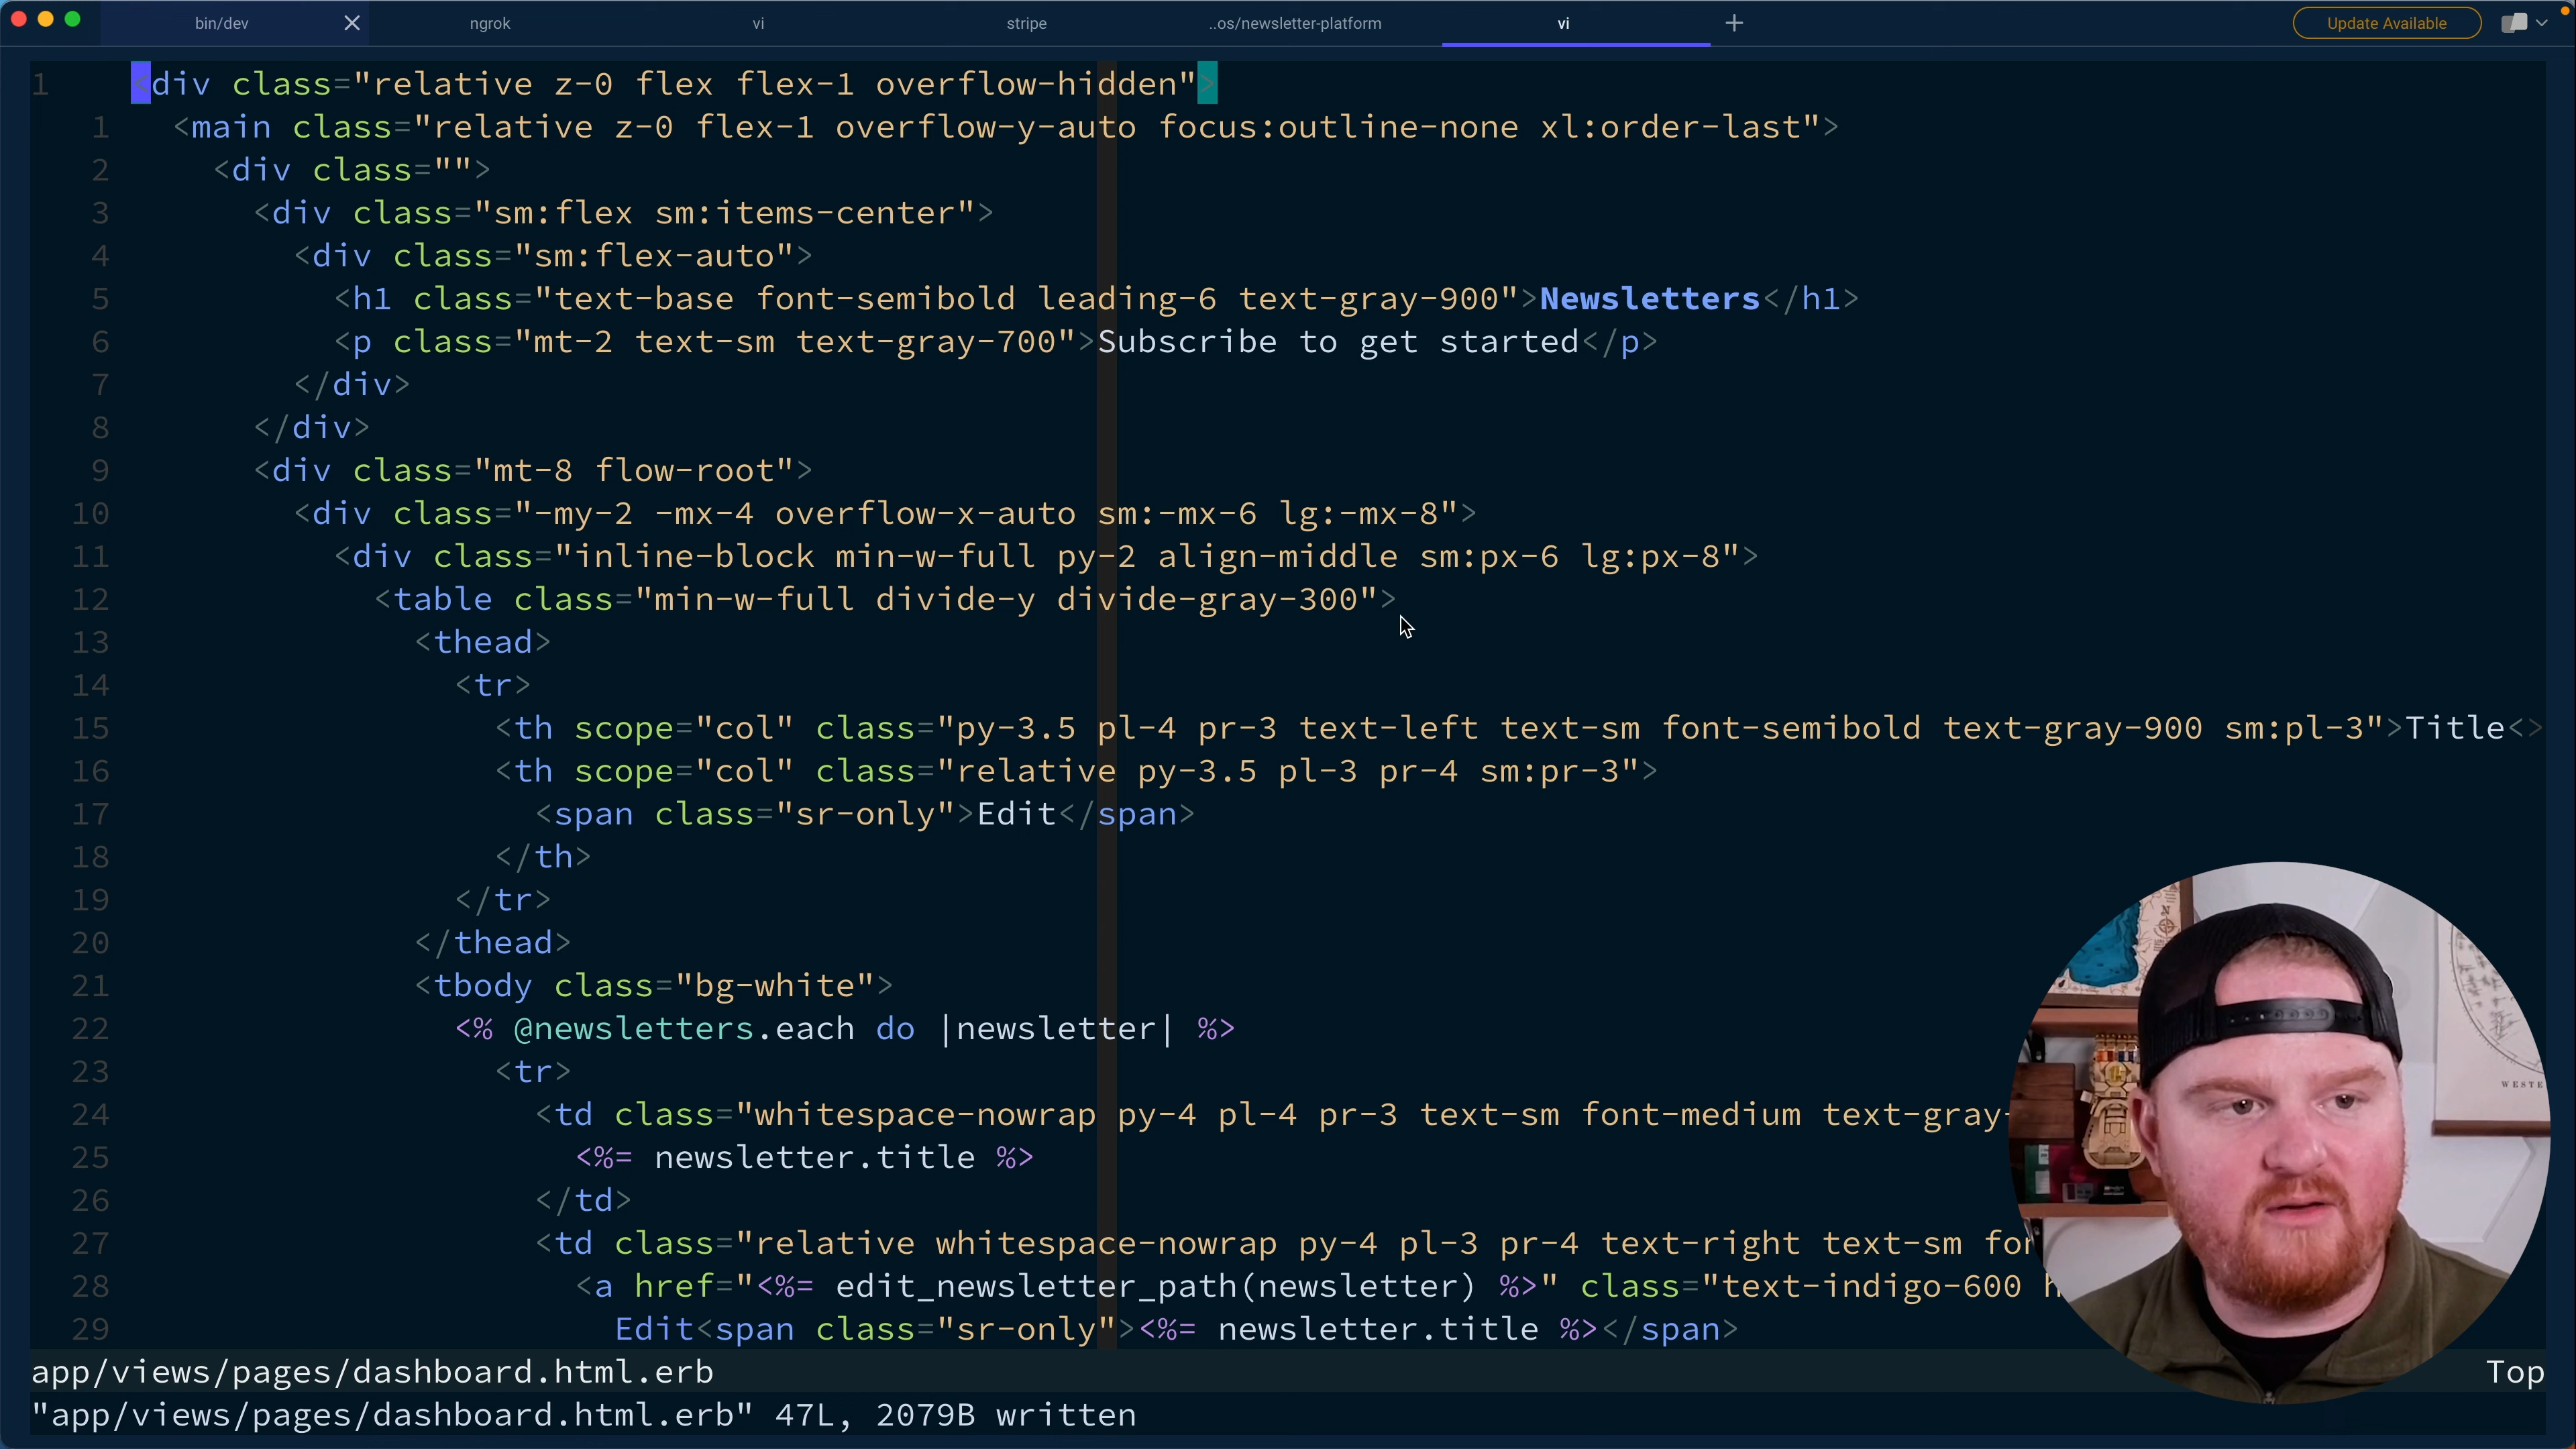 bin/dev ngrok vi stripe ..os/newsletter-platform vi Update Available
1 <div class="relative z-0 flex flex-1 overflow-hidden">
1 <main class="relative z-0 flex-1 overflow-y-auto focus:outline-none xl:order-last">
2 <div class="">
3 <div class="sm:flex sm:items-center">
4 <div class="sm:flex-auto">
5 <h1 class="text-base font-semibold leading-6 text-gray-900">Newsletters</h1>
6 <p class="mt-2 text-sm text-gray-700">Subscribe to get started</p>
7 </div>
8 </div>
9 <div class="mt-8 flow-root">
10 <div class="-my-2 -mx-4 overflow-x-auto sm:-mx-6 lg:-mx-8">
11 <div class="inline-block min-w-full py-2 align-middle sm:px-6 lg:px-8">
12 <table class="min-w-full divide-y divide-gray-300">
13 <thead>
14 <tr>
15 <th scope="col" class="py-3.5 pl-4 pr-3 text-left text-sm font-semibold text-gray-900 sm:pl-3">Title<>
16 <th scope="col" class="relative py-3.5 pl-3 pr-4 sm:pr-3">
17 <span class="sr-only">Edit</span>
18 </th>
19 </tr>
20 </thead>
21 <tbody class="bg-white">
22 <% @newsletters.each do |newsletter| %>
23 <tr>
24 <td class="whitespace-nowrap py-4 pl-4 pr-3 text-sm font-medium text-gray-
25 <%= newsletter.title %>
26 </td>
27 <td class="relative whitespace-nowrap py-4 pl-3 pr-4 text-right text-sm
28 <a href="<%= edit_newsletter_path(newsletter) %>" class="text-indigo-600
29 Edit<span class="sr-only"><%= newsletter.title %></span>
app/views/pages/dashboard.html.erb Top
"app/views/pages/dashboard.html.erb" 47L, 2079B written